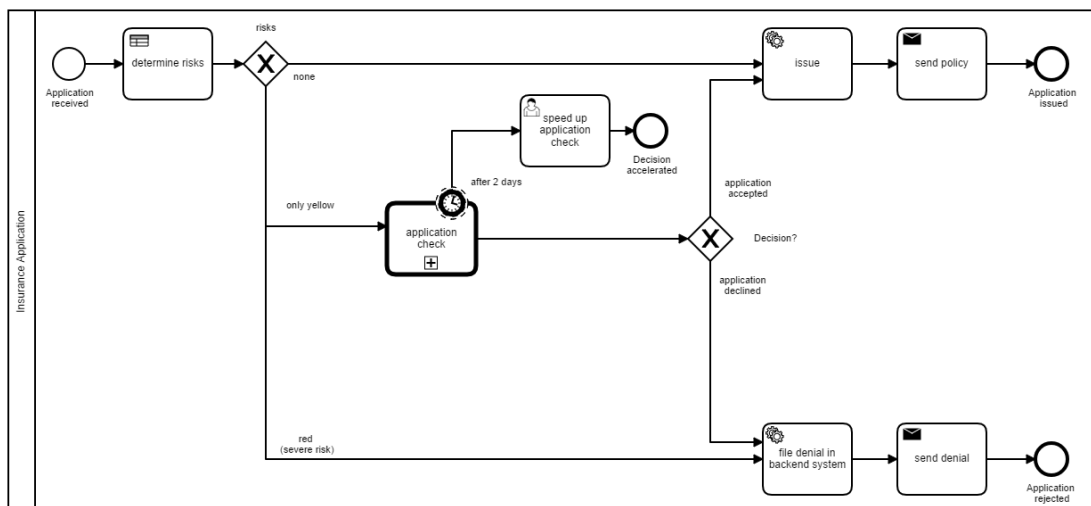 Insurance Application
Application
received
determine risks
risks
none
issue
send policy
Application
issued
speed up
application
check
Decision
accelerated
after 2 days
only yellow
application
check
application
accepted
Decision?
application
declined
red
(severe risk)
file denial in
backend system
send denial
Application
rejected